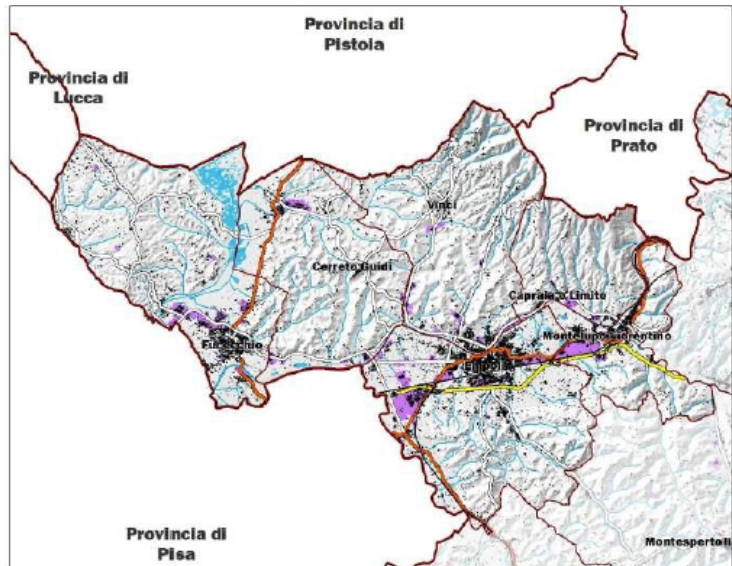 Provincia di
Pistoia
Provincia di
Lucca
Provincia di
Prato
Vinci
Cerreto Guidi
Capraia e Limite
Montelupo Fiorentino
Fucecchio
Empoli
Provincia di
Pisa
Montespertoli